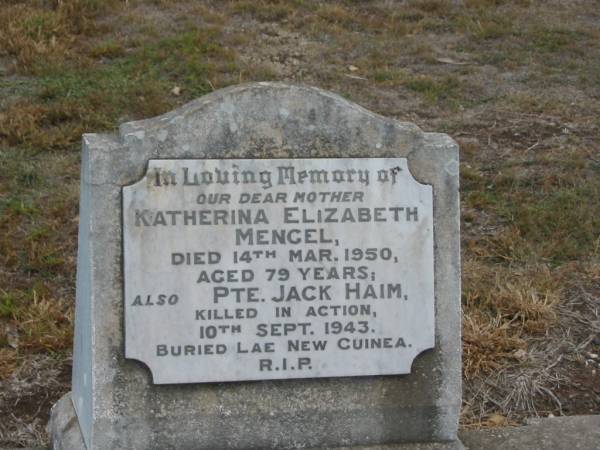 In Loving Memory of
OUR DEAR MOTHER
KATHERINA ELIZABETH
MENGEL,
DIED 14TH MAR. 1950,
AGED 79 YEARS;
ALSO PTE. JACK HAIM,
KILLED IN ACTION,
10TH SEPT. 1943.
BURIED LAE NEW GUINEA.
R.I.P.